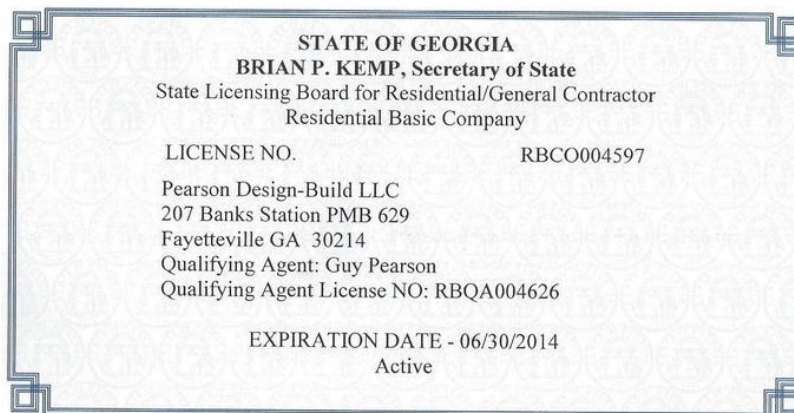 STATE OF GEORGIA
BRIAN P. KEMP, Secretary of State
State Licensing Board for Residential/General Contractor
Residential Basic Company
LICENSE NO. RBCO004597
Pearson Design-Build LLC
207 Banks Station PMB 629
Fayetteville GA 30214
Qualifying Agent: Guy Pearson
Qualifying Agent License NO: RBQA004626
EXPIRATION DATE - 06/30/2014
Active